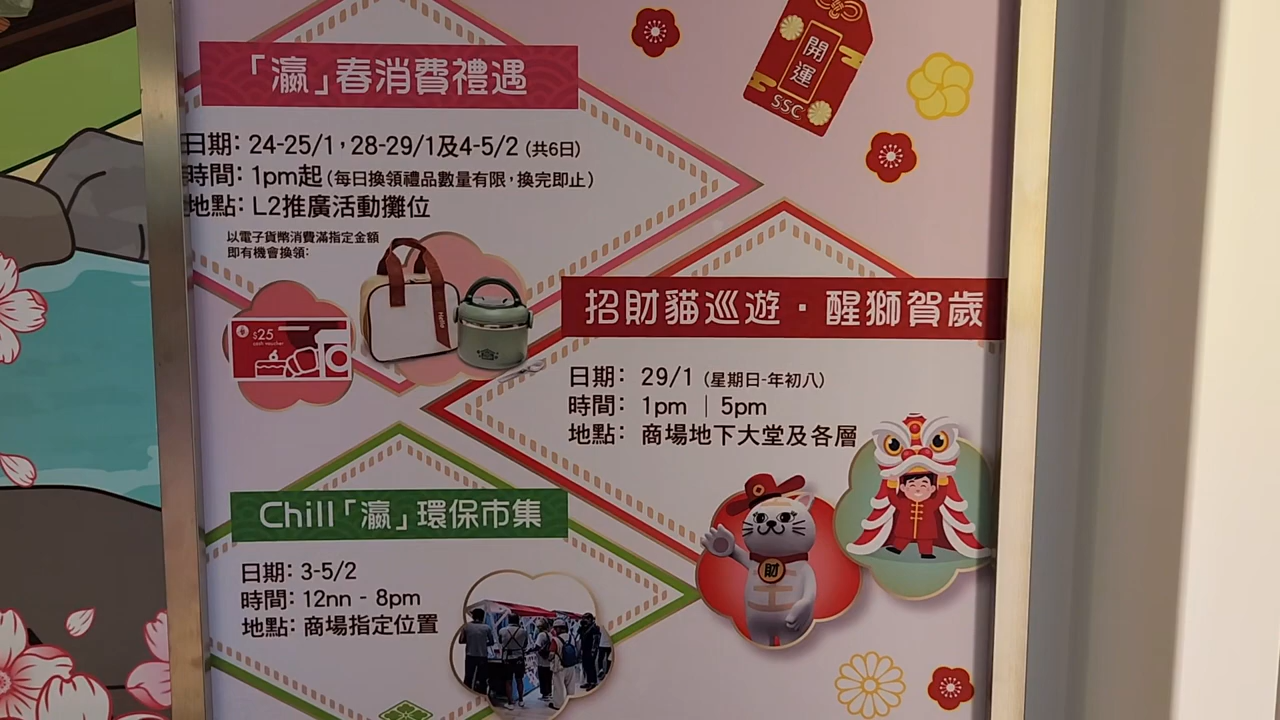 開運
SSC
「瀛」春消費禮遇
日期: 24-25/1,28-29/1及4-5/2 (共6日)
時間: 1pm起 (每日換領禮品數量有限,換完即止)
地點: L2推廣活動攤位
以電子貨幣消費滿指定金額
即有機會換領:
$25
cash voucher
招財貓巡遊·醒獅賀歲
日期: 29/1 (星期日-年初八)
時間: 1pm | 5pm
地點: 商場地下大堂及各層
財
Chill「瀛」環保市集
日期: 3-5/2
時間: 12nn - 8pm
地點: 商場指定位置